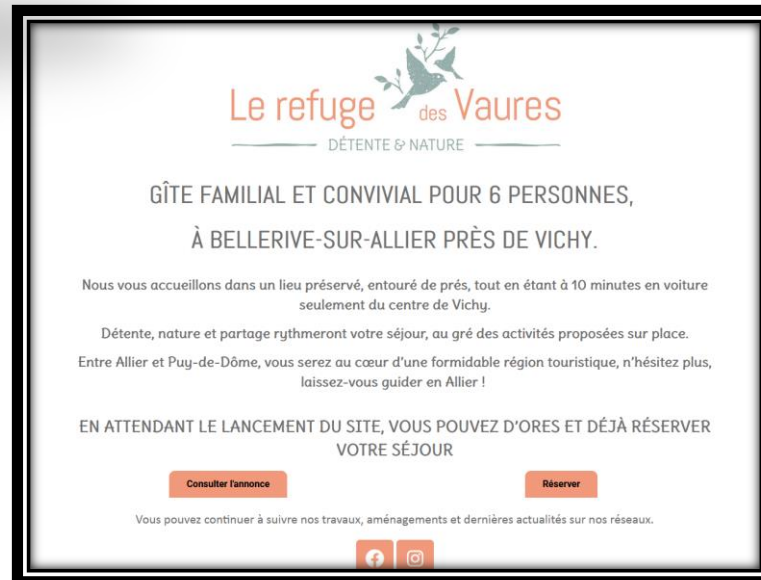 Le refuge des Vaures
DÉTENTE & NATURE
GÎTE FAMILIAL ET CONVIVIAL POUR 6 PERSONNES,
À BELLERIVE-SUR-ALLIER PRÈS DE VICHY.
Nous vous accueillons dans un lieu préservé, entouré de prés, tout en étant à 10 minutes en voiture
seulement du centre de Vichy.
Détente, nature et partage rythmeront votre séjour, au gré des activités proposées sur place.
Entre Allier et Puy-de-Dôme, vous serez au cœur d'une formidable région touristique, n'hésitez plus,
laissez-vous guider en Allier !
EN ATTENDANT LE LANCEMENT DU SITE, VOUS POUVEZ D'ORES ET DÉJÀ RÉSERVER
VOTRE SÉJOUR
Consulter l'annonce
Réserver
Vous pouvez continuer à suivre nos travaux, aménagements et dernières actualités sur nos réseaux.